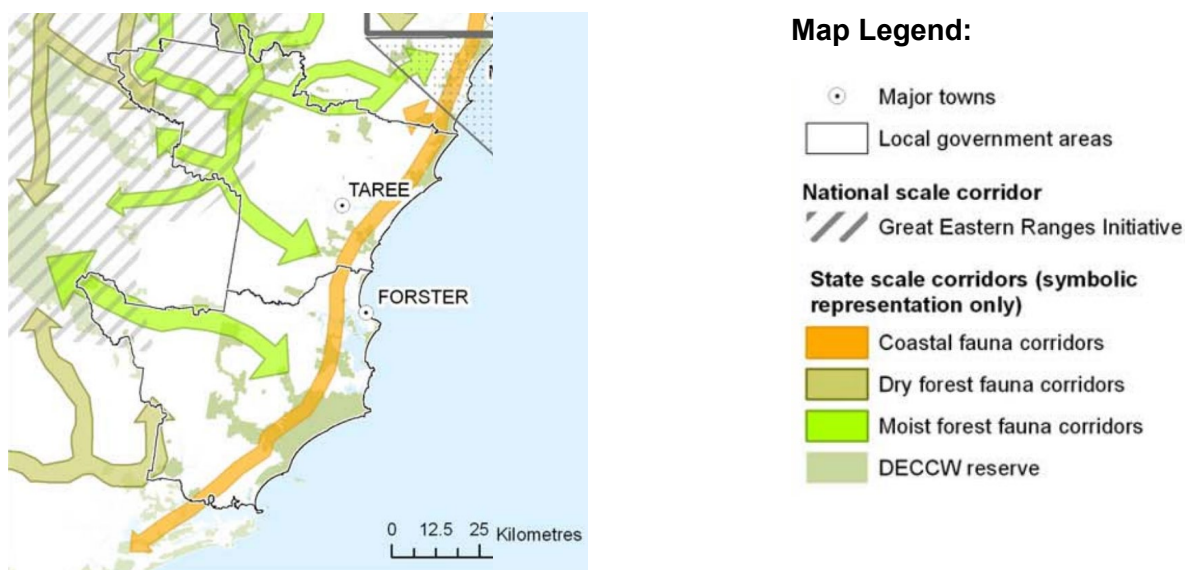 TAREE
FORSTER
0 12.5 25 Kilometres
Map Legend:
Major towns
Local government areas
National scale corridor
Great Eastern Ranges Initiative
State scale corridors (symbolic
representation only)
Coastal fauna corridors
Dry forest fauna corridors
Moist forest fauna corridors
DECCW reserve